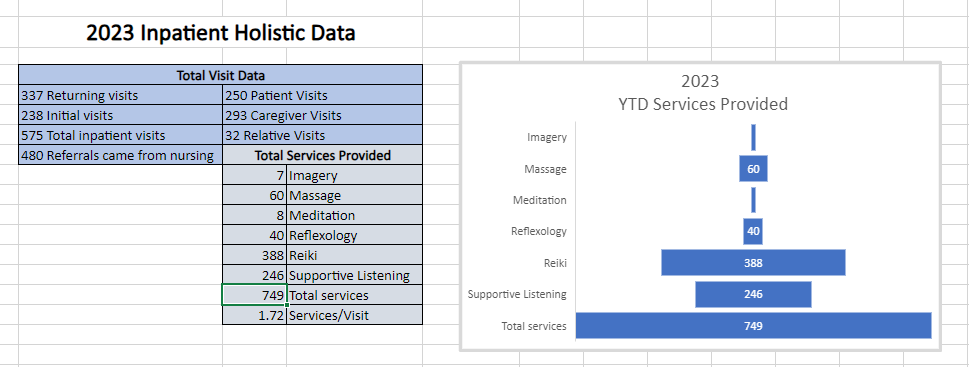 2023 Inpatient Holistic Data
Total Visit Data
337 Returning visits 250 Patient Visits
238 Initial visits 293 Caregiver Visits
575 Total inpatient visits 32 Relative Visits
480 Referrals came from nursing Total Services Provided
7 Imagery
60 Massage
8 Meditation
40 Reflexology
388 Reiki
246 Supportive Listening
749 Total services
1.72 Services/Visit
2023
YTD Services Provided
Imagery
Massage 60
Meditation
Reflexology 40
Reiki 388
Supportive Listening 246
Total services 749